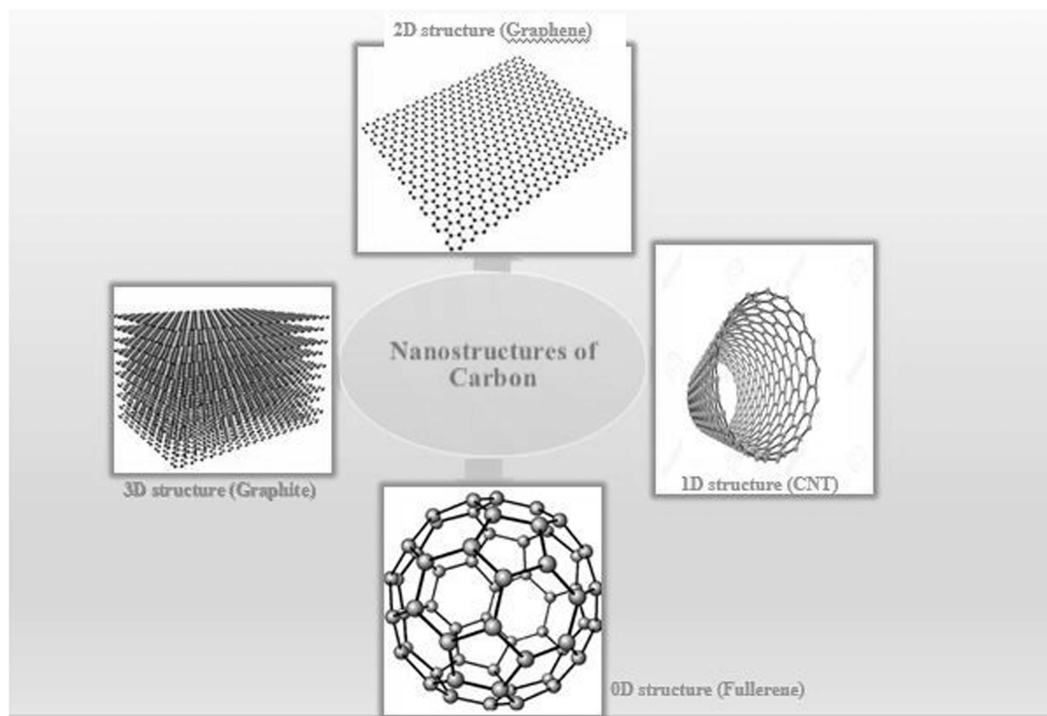 2D structure (Graphene)
Nanostructures of
Carbon
3D structure (Graphite)
1D structure (CNT)
0D structure (Fullerene)